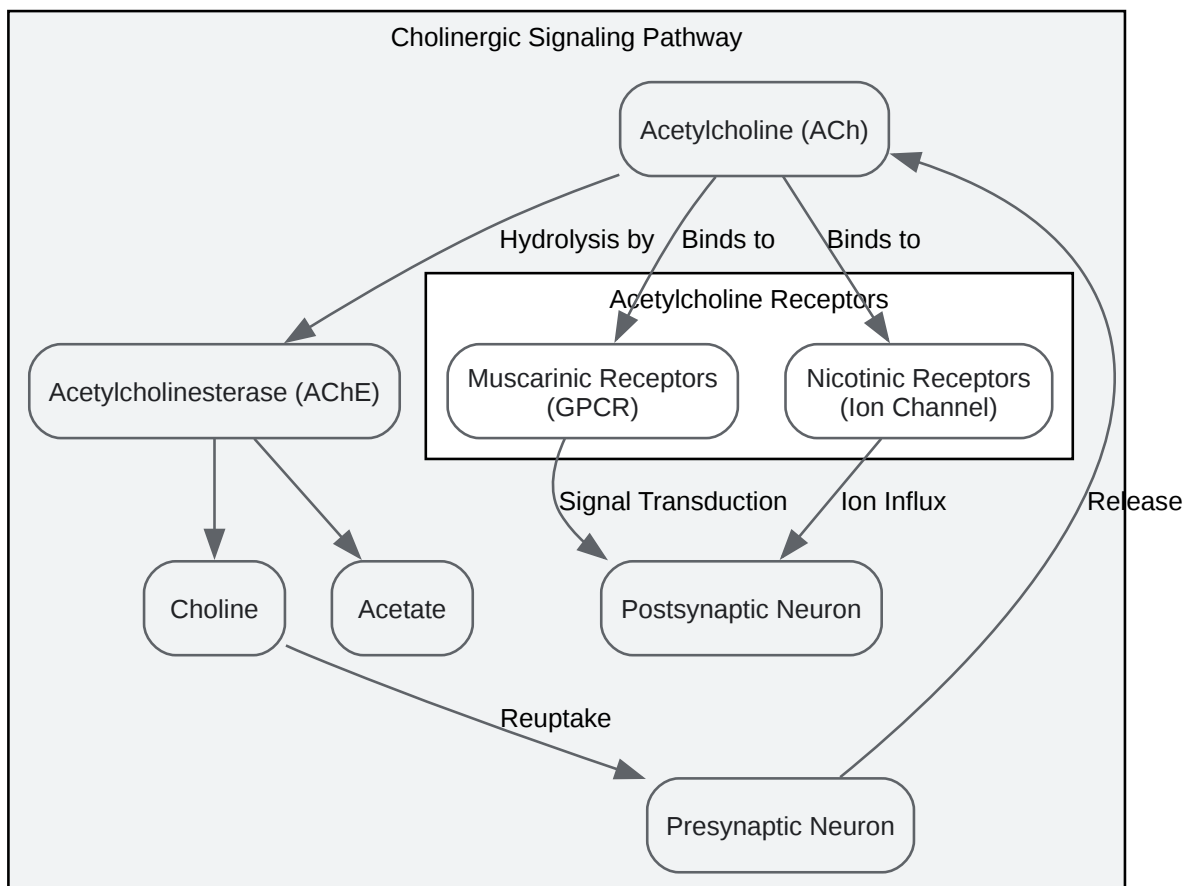 Cholinergic Signaling Pathway
Acetylcholine (ACh)
Hydrolysis by
Binds to
Binds to
Acetylcholine Receptors
Acetylcholinesterase (AChE)
Muscarinic Receptors
(GPCR)
Nicotinic Receptors
(Ion Channel)
Signal Transduction
Ion Influx
Release
Choline
Acetate
Postsynaptic Neuron
Reuptake
Presynaptic Neuron